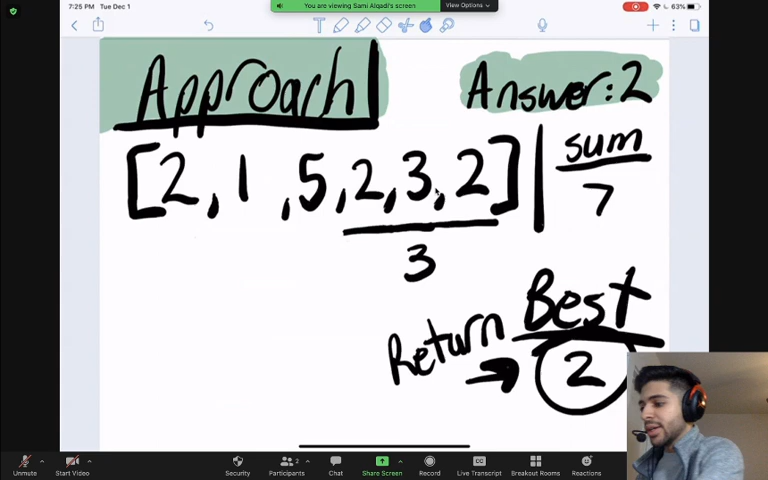 7:25 PM Tue Dec 1
You are viewing Sami Alqadi's screen
View Options
63%
Approach
Answer: 2
[2, 1, 5, 2, 3, 2]
sum
7
3
Best
Return
2
Unmute
Start Video
Security
Participants
2
Chat
Share Screen
Record
Live Transcript
Breakout Rooms
Reactions